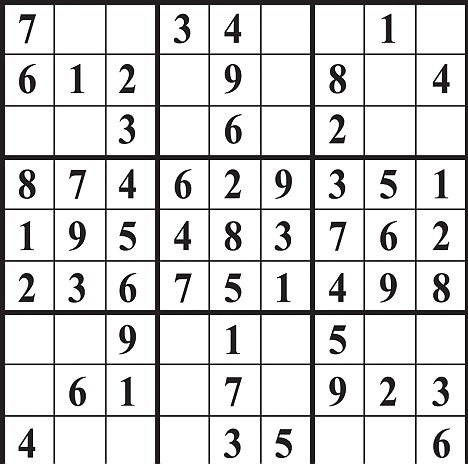 7 3 4 1
6 1 2 9 8 4
3 6 2
8 7 4 6 2 9 3 5 1
1 9 5 4 8 3 7 6 2
2 3 6 7 5 1 4 9 8
9 1 5
6 1 7 9 2 3
4 3 5 6